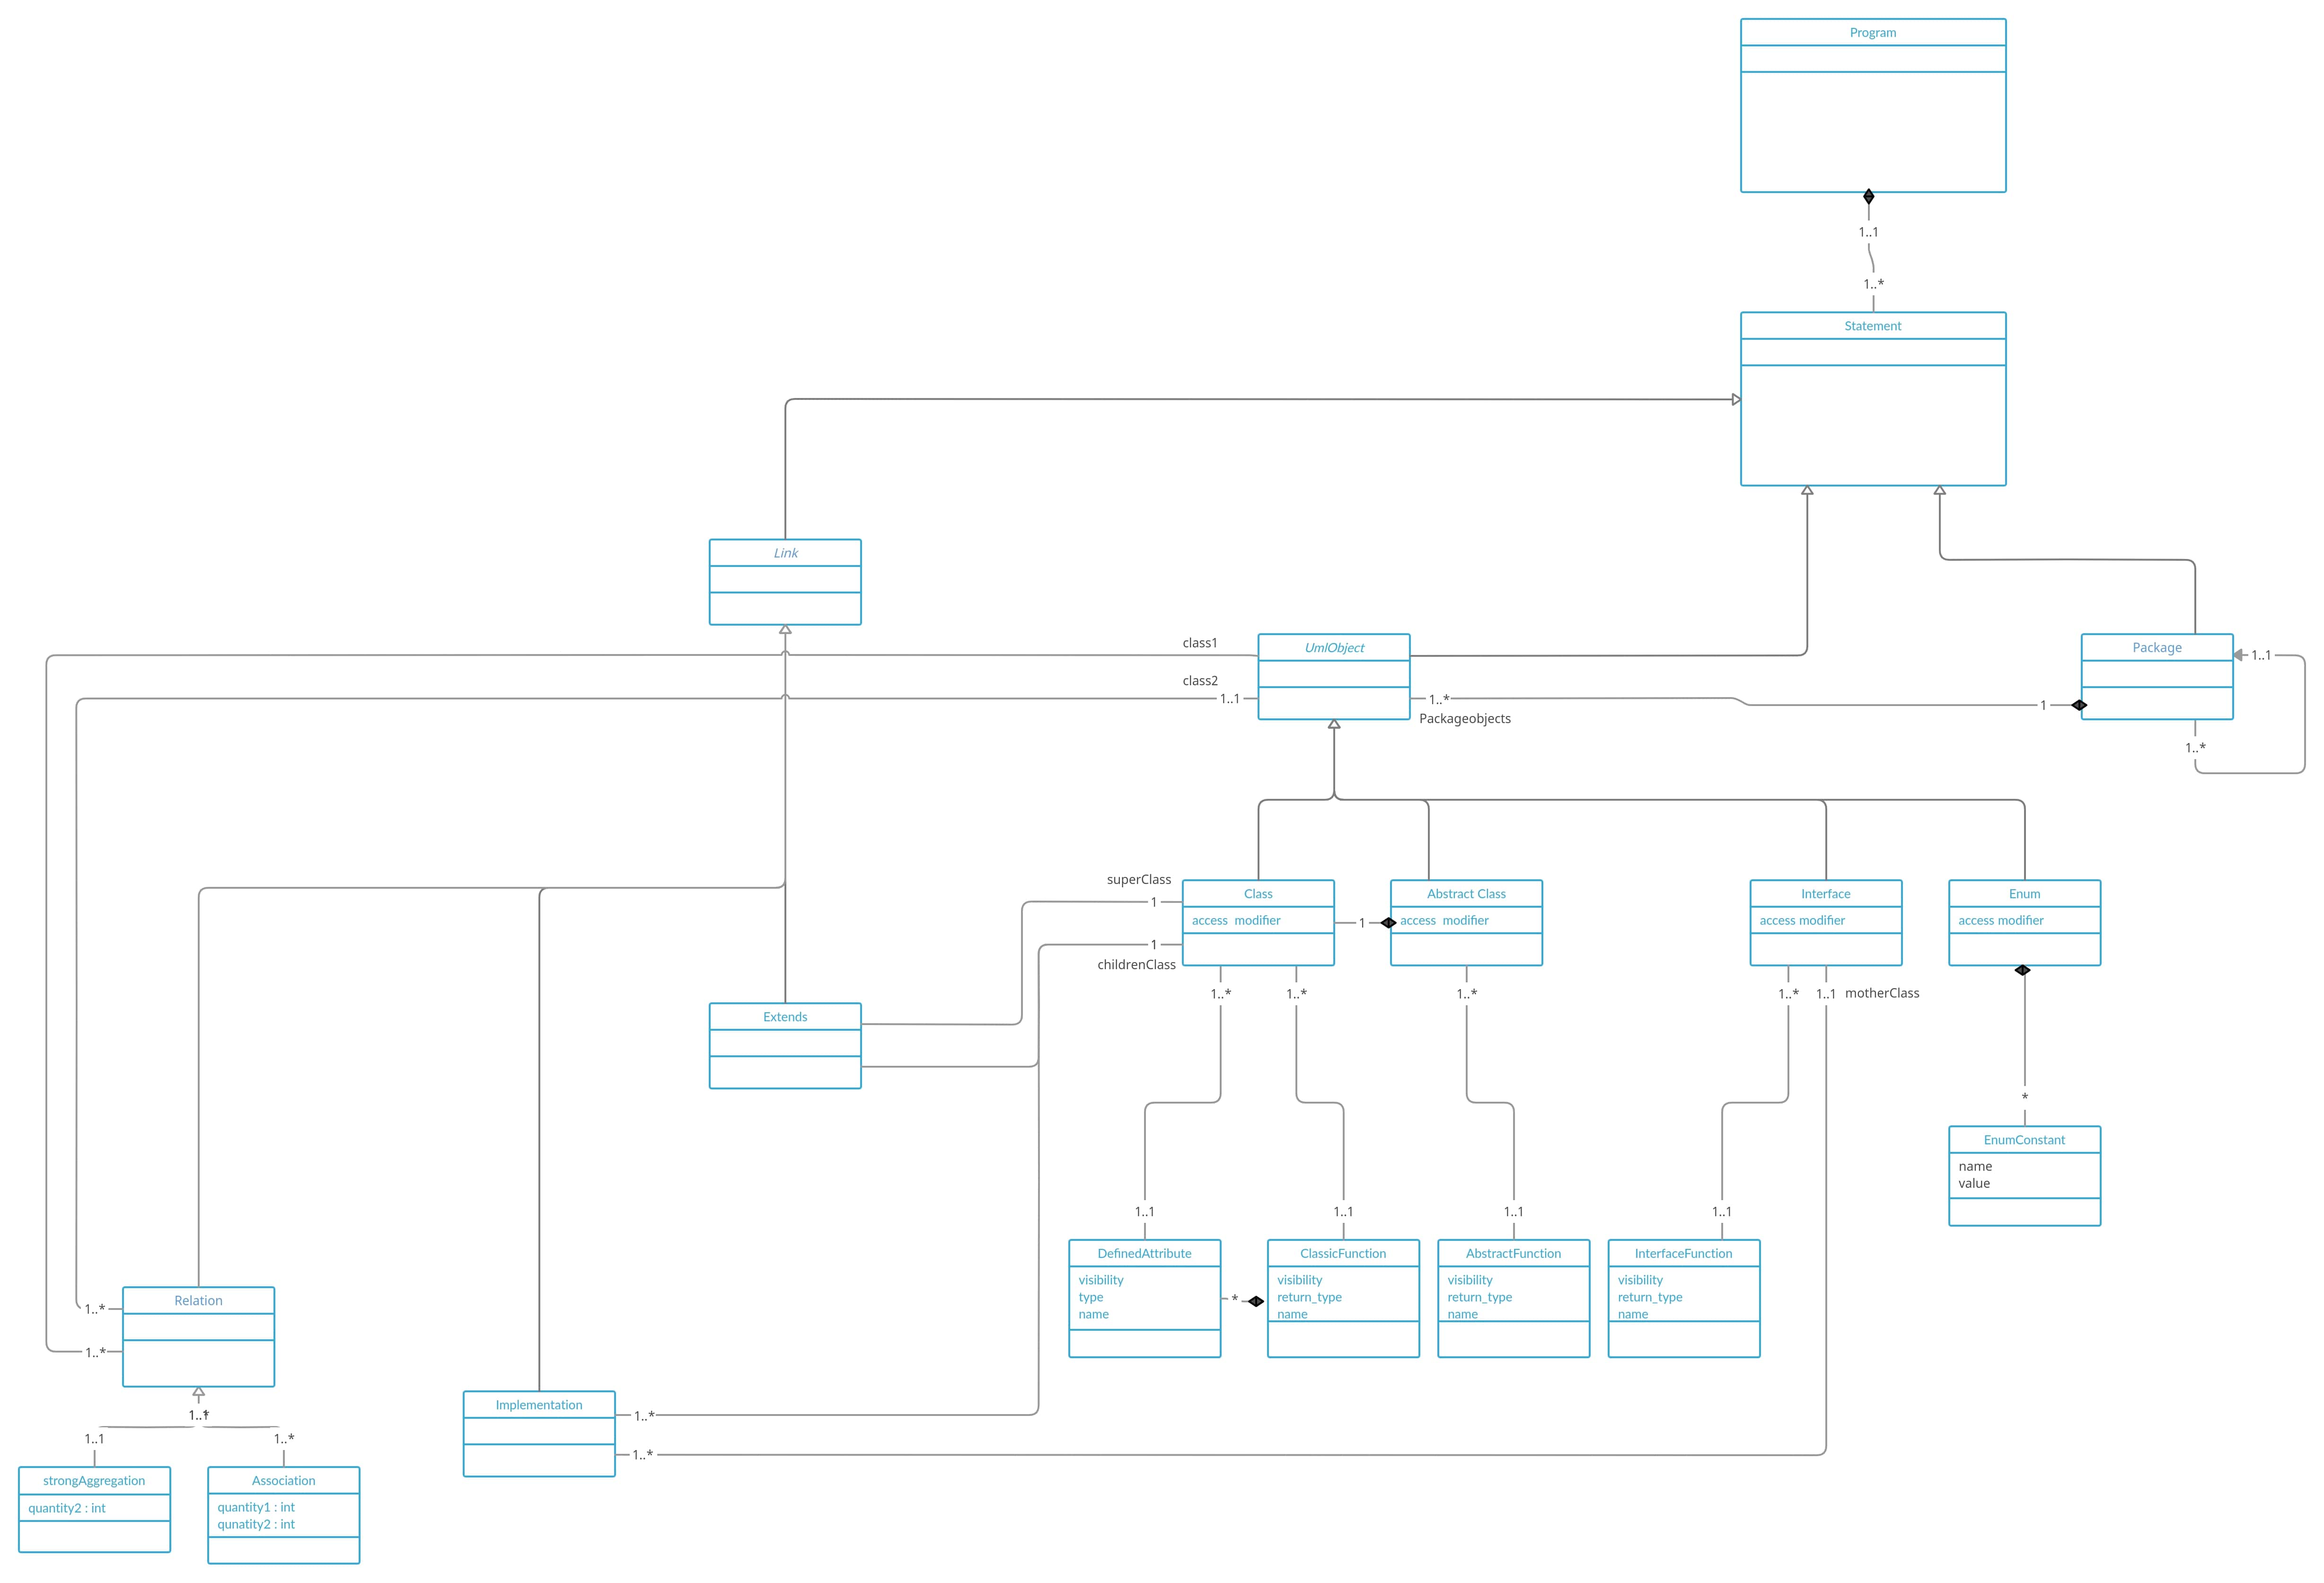 Program
1..1
1..*
Statement
Link
class1
UmlObject
Package
1..1
class2
1..1
1..*
1
Packageobjects
1..*
superClass
Class
Abstract Class
Interface
Enum
1
access  modifier
1
access  modifier
access modifier
access modifier
1
childrenClass
1..*
1..*
1..*
1..*
1..1
motherClass
Extends
*
EnumConstant
name
value
1..1
1..1
1..1
1..1
DefinedAttribute
ClassicFunction
AbstractFunction
InterfaceFunction
visibility
type
name
*
visibility
return_type
name
visibility
return_type
name
visibility
return_type
name
Relation
1..*
1..*
Implementation
1..*
1..*
1..1
1..*
strongAggregation
Association
quantity2 : int
quantity1 : int
qunatity2 : int